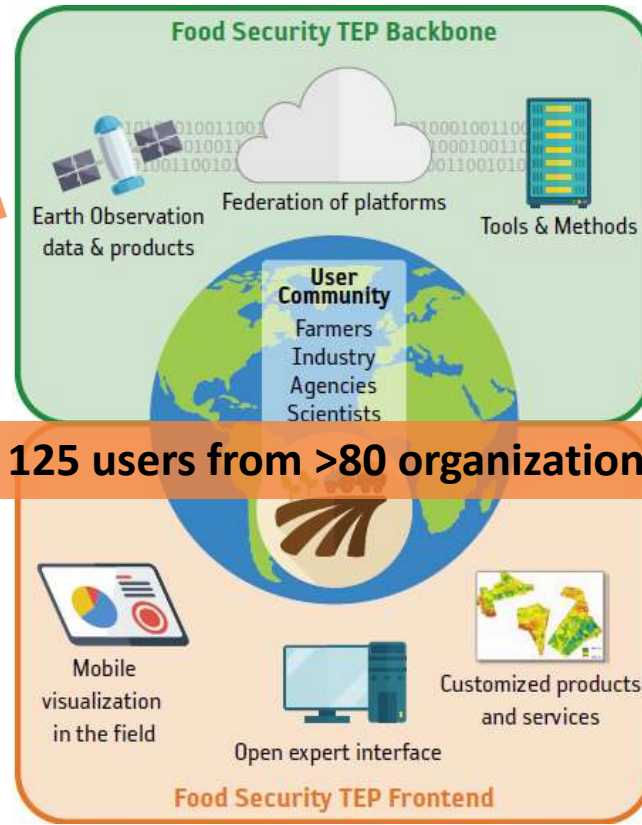 Food Security TEP Backbone
Earth Observation
data & products
Federation of platforms
Tools & Methods
User
Community
Farmers
Industry
Agencies
Scientists
125 users from >80 organization
Mobile
visualization
in the field
Open expert interface
Customized products
and services
Food Security TEP Frontend